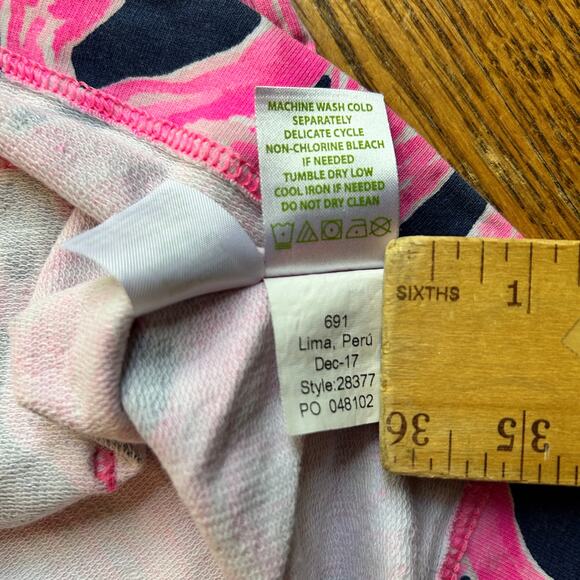 MACHINE WASH COLD
SEPARATELY
DELICATE CYCLE
NON-CHLORINE BLEACH
IF NEEDED
TUMBLE DRY LOW
COOL IRON IF NEEDED
DO NOT DRY CLEAN
691
Lima, Perú
Dec-17
Style:28377
PO 048102
SIXTHS 1
36 35